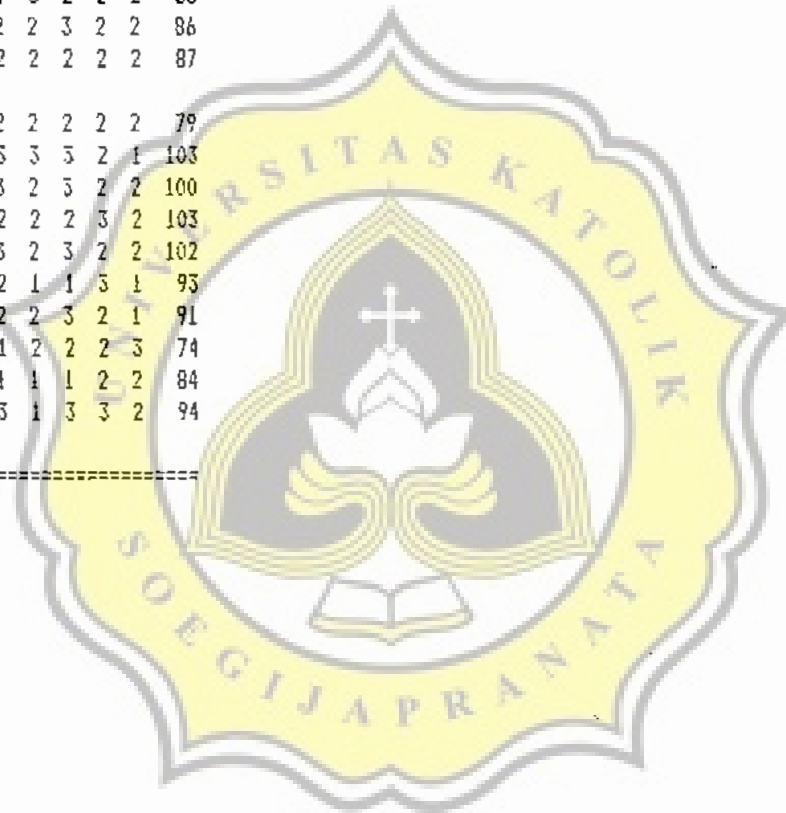 2 2 3 2 2 86
2 2 2 2 2 87
2 2 2 2 2 79
3 3 3 2 1 103
3 2 3 2 2 100
2 2 2 3 2 103
3 2 3 2 2 102
2 1 1 3 1 93
2 2 3 2 1 91
1 2 2 2 3 74
1 1 2 2 84
3 1 3 3 2 94
====================
UNIVERSITAS KATOLIK
SOEGIJAPRANATA